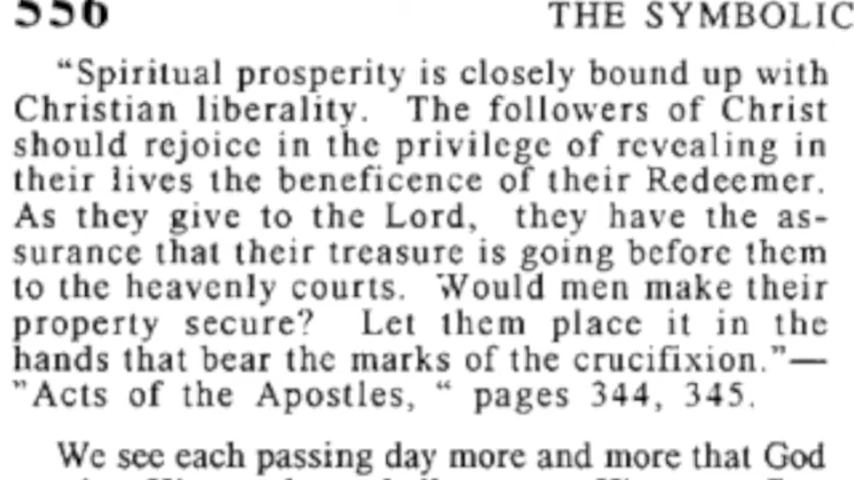 556 THE SYMBOLIC
“Spiritual prosperity is closely bound up with
Christian liberality. The followers of Christ
should rejoice in the privilege of revealing in
their lives the beneficence of their Redeemer.
As they give to the Lord, they have the as-
surance that their treasure is going before them
to the heavenly courts. Would men make their
property secure? Let them place it in the
hands that bear the marks of the crucifixion.”—
”Acts of the Apostles, “ pages 344, 345.
We see each passing day more and more that God